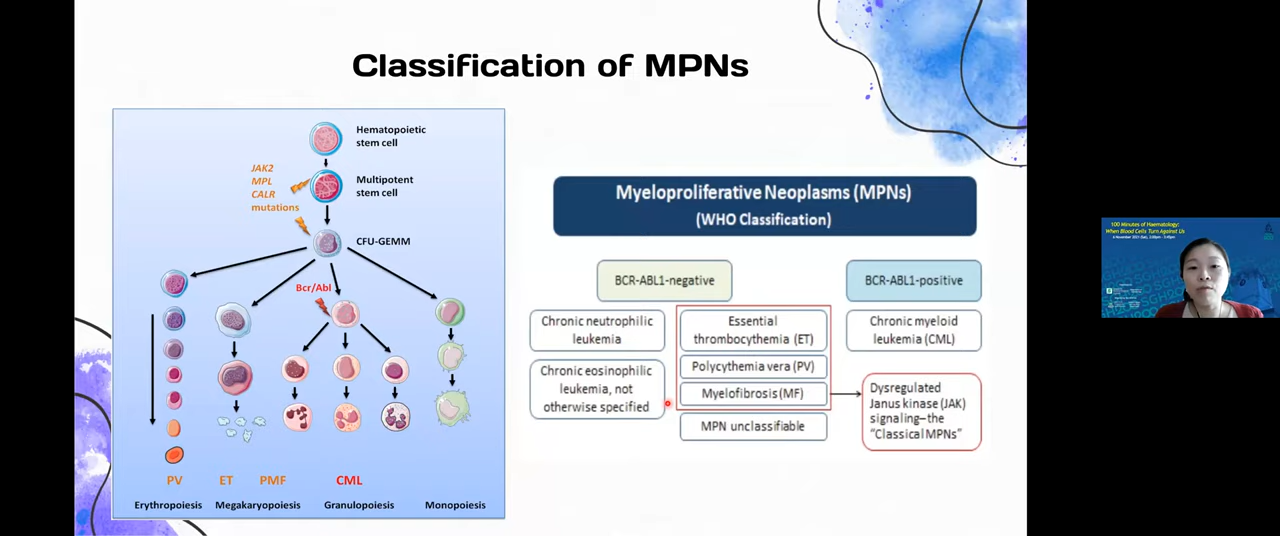 Classification of MPNs
Hematopoietic
stem cell
JAK2
MPL
CALR
mutations
Multipotent
stem cell
CFU-GEMM
Bcr/Abl
PV
ET
PMF
CML
Erythropoiesis
Megakaryopoiesis
Granulopoiesis
Monopoiesis
Myeloproliferative Neoplasms (MPNs)
(WHO Classification)
BCR-ABL1-negative
BCR-ABL1-positive
Chronic neutrophilic
leukemia
Chronic eosinophilic
leukemia, not
otherwise specified
Essential
thrombocythemia (ET)
Polycythemia vera (PV)
Myelofibrosis (MF)
MPN unclassifiable
Chronic myeloid
leukemia (CML)
Dysregulated
Janus kinase (JAK)
signaling–the
"Classical MPNs"
100 Minutes of Haematology:
When Blood Cells Turn Against Us